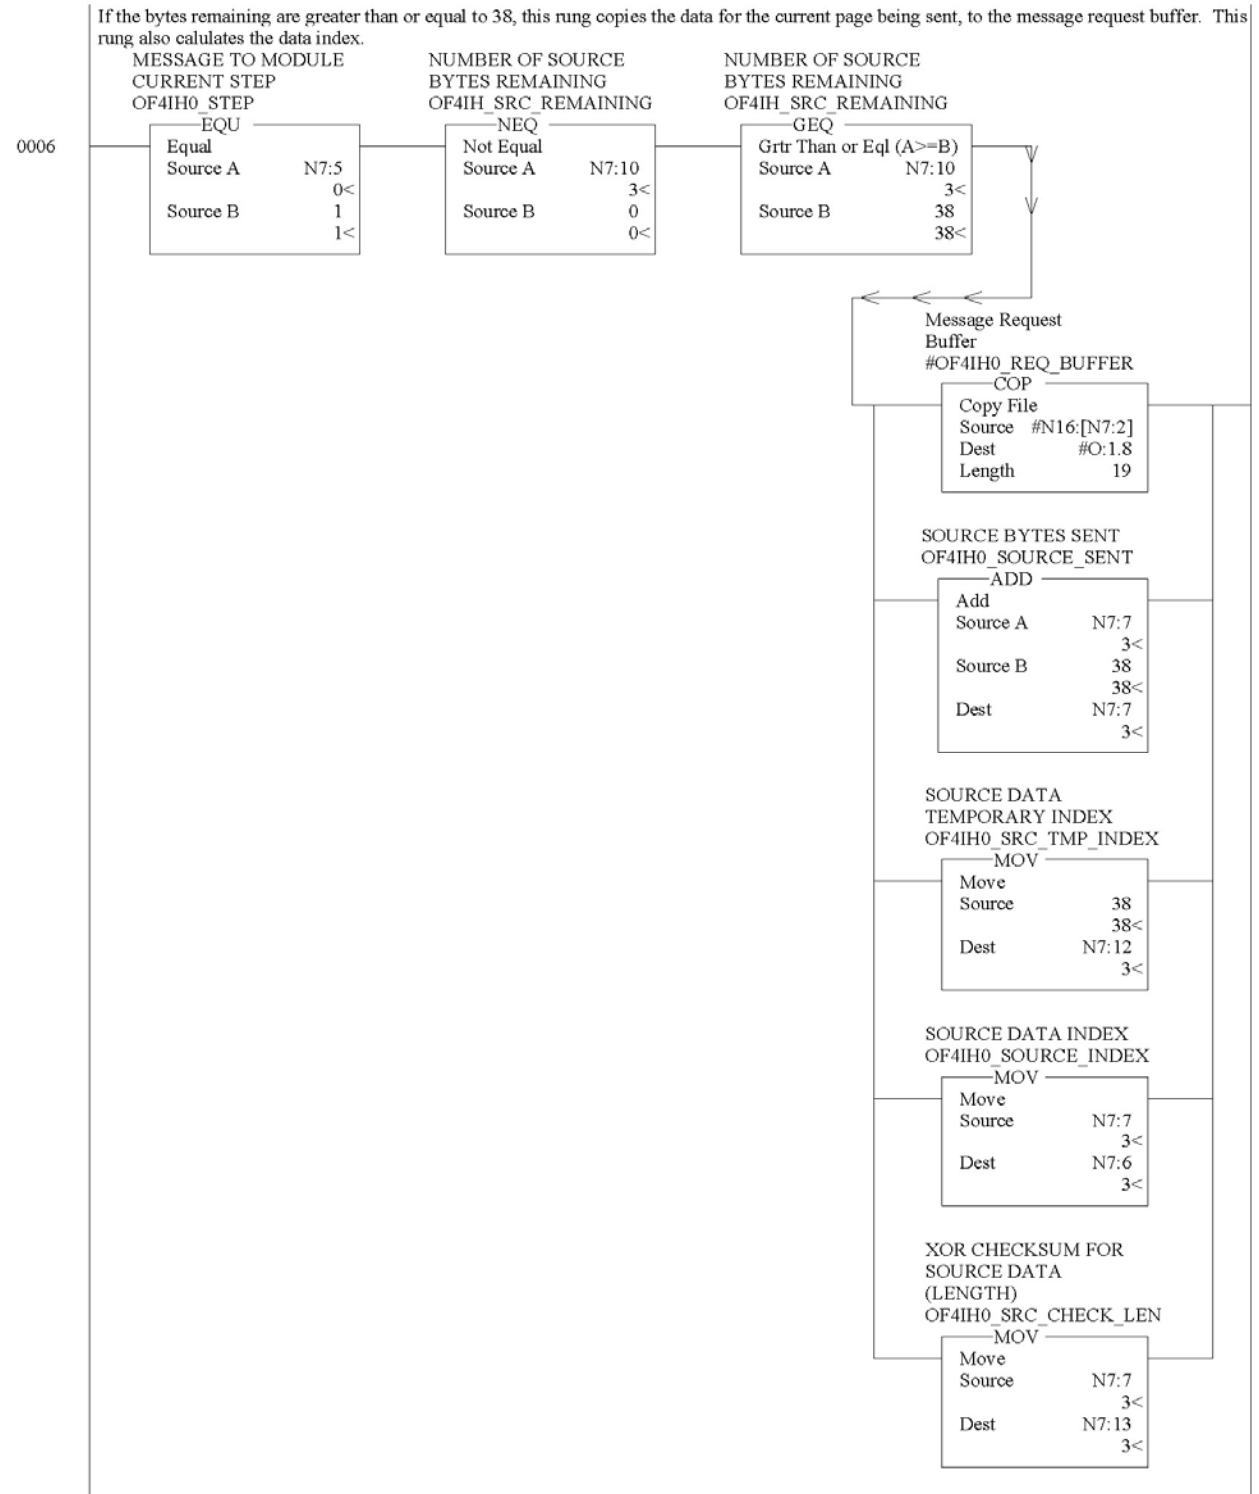 If the bytes remaining are greater than or equal to 38, this rung copies the data for the current page being sent, to the message request buffer. This
rung also calulates the data index.
MESSAGE TO MODULE
CURRENT STEP
OF4IH0_STEP
EQU
Equal
Source A N7:5
0<
Source B 1
1<
NUMBER OF SOURCE
BYTES REMAINING
OF4IH_SRC_REMAINING
NEQ
Not Equal
Source A N7:10
3<
Source B 0
0<
NUMBER OF SOURCE
BYTES REMAINING
OF4IH_SRC_REMAINING
GEQ
Grtr Than or Eql (A>=B)
Source A N7:10
3<
Source B 38
38<
0006
Message Request
Buffer
#OF4IH0_REQ_BUFFER
COP
Copy File
Source #N16:[N7:2]
Dest #O:1.8
Length 19
SOURCE BYTES SENT
OF4IH0_SOURCE_SENT
ADD
Add
Source A N7:7
3<
Source B 38
38<
Dest N7:7
3<
SOURCE DATA
TEMPORARY INDEX
OF4IH0_SRC_TMP_INDEX
MOV
Move
Source 38
38<
Dest N7:12
3<
SOURCE DATA INDEX
OF4IH0_SOURCE_INDEX
MOV
Move
Source N7:7
3<
Dest N7:6
3<
XOR CHECKSUM FOR
SOURCE DATA
(LENGTH)
OF4IH0_SRC_CHECK_LEN
MOV
Move
Source N7:7
3<
Dest N7:13
3<